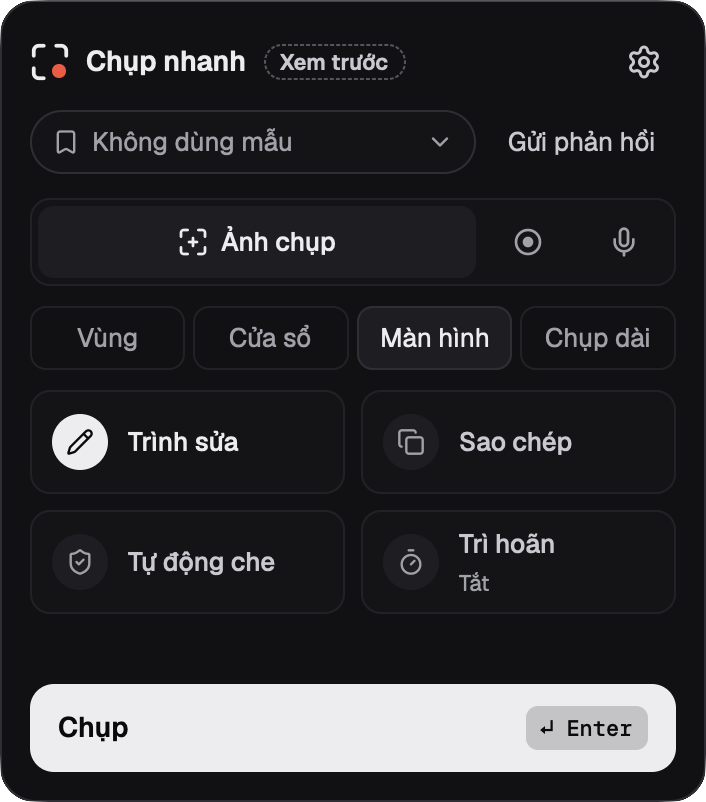 Chụp nhanh
Xem trước
Không dùng mẫu
Gửi phản hồi
Ảnh chụp
Vùng
Cửa sổ
Màn hình
Chụp dài
Trình sửa
Sao chép
Tự động che
Trì hoãn
Tắt
Chụp
↵ Enter